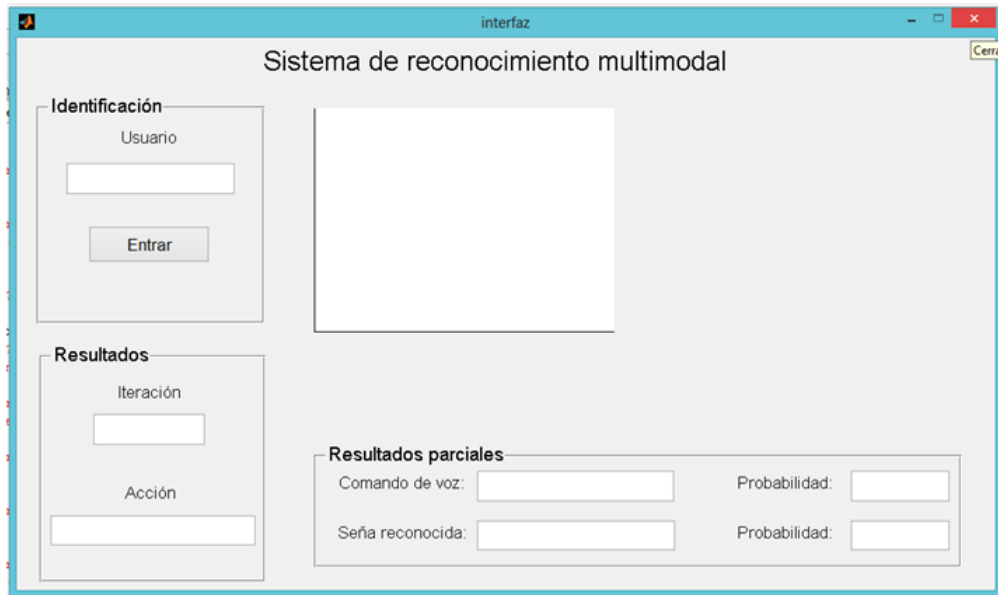 interfaz
Cerra
Sistema de reconocimiento multimodal
Identificación
Usuario
Entrar
Resultados
Iteración
Acción
Resultados parciales
Comando de voz: Probabilidad:
Seña reconocida: Probabilidad: